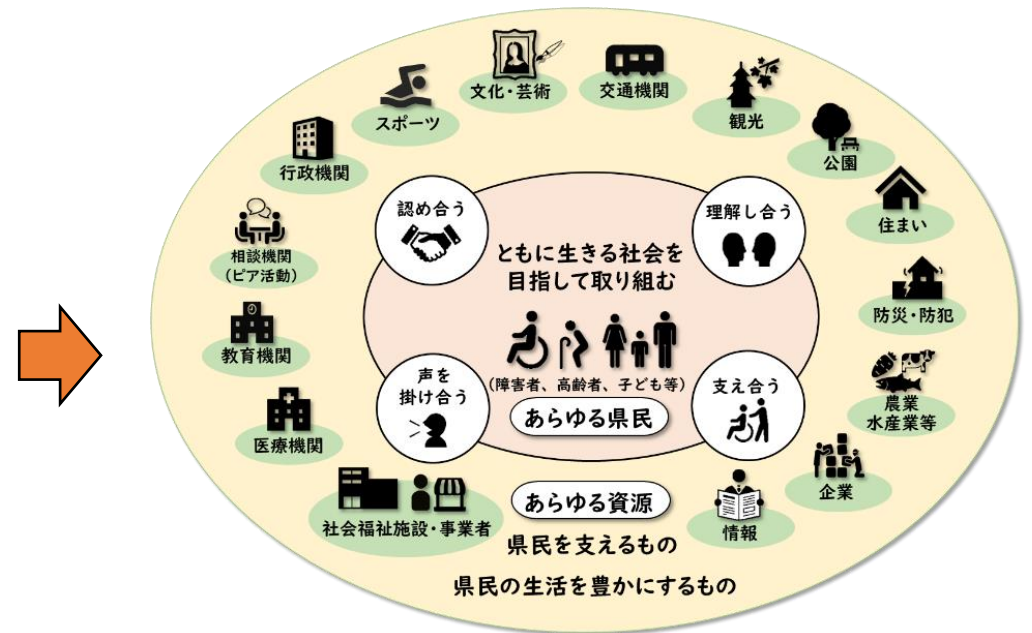 文化・芸術
交通機関
スポーツ
観光
行政機関
公園
相談機関
(ピア活動)
住まい
教育機関
防災・防犯
医療機関
農業
水産業等
社会福祉施設・事業者
企業
情報
認め合う
理解し合う
ともに生きる社会を
目指して取り組む
(障害者、高齢者、子ども等)
あらゆる県民
声を
掛け合う
支え合う
あらゆる資源
県民を支えるもの
県民の生活を豊かにするもの